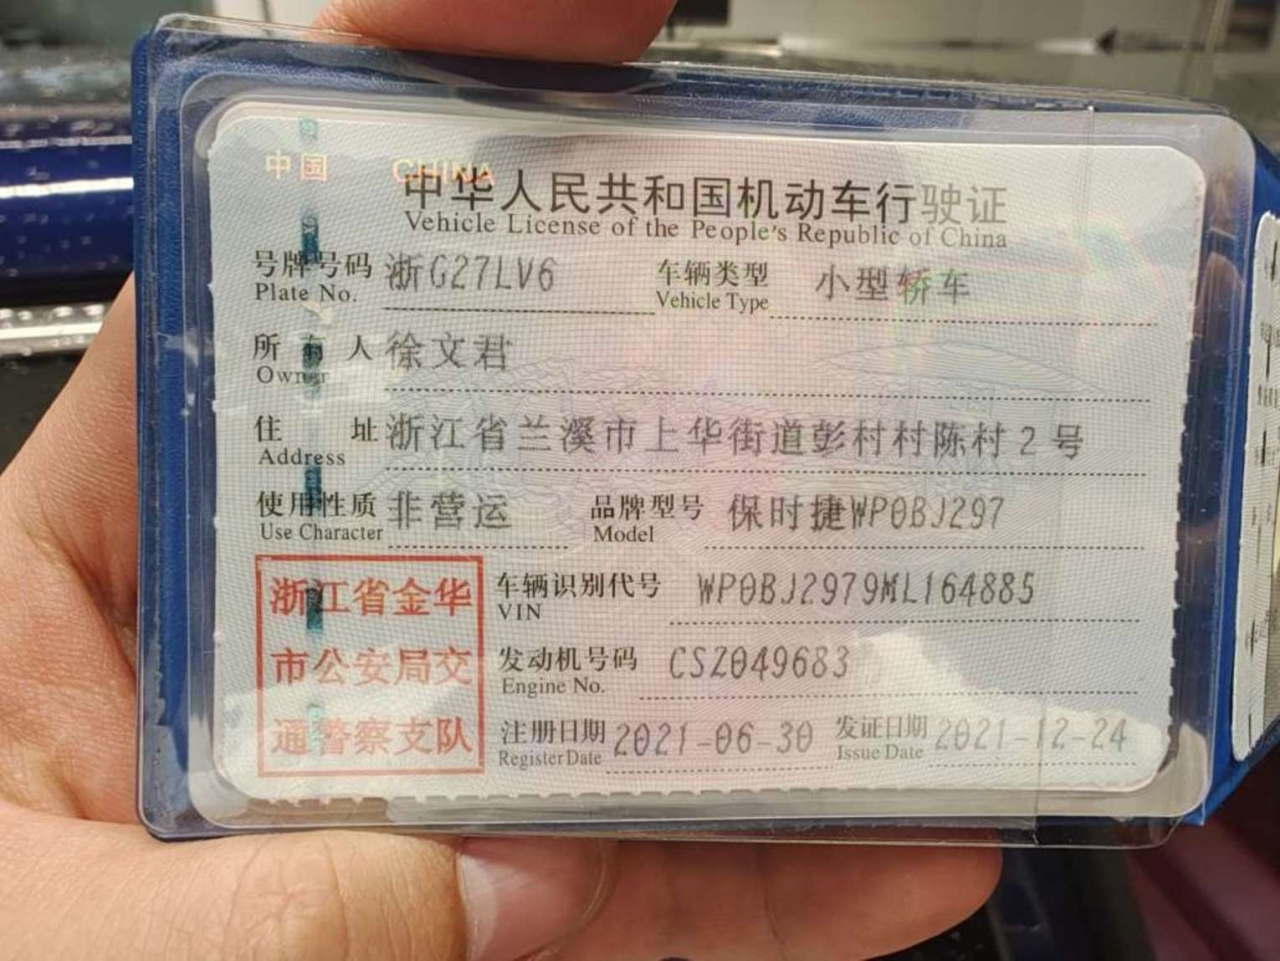 中国 CHINA
中华人民共和国机动车行驶证
Vehicle License of the People's Republic of China
号牌号码 浙G27LV6 车辆类型 小型轿车
Plate No. Vehicle Type
所有人 徐文君
Owner
住址 浙江省兰溪市上华街道彭村村陈村2号
Address
使用性质 非营运 品牌型号 保时捷WP0BJ297
Use Character Model
浙江省金华
市公安局交
通警察支队
车辆识别代号 WP0BJ2979ML164885
VIN
发动机号码 CSZ049683
Engine No.
注册日期 2021-06-30 发证日期 2021-12-24
Register Date Issue Date